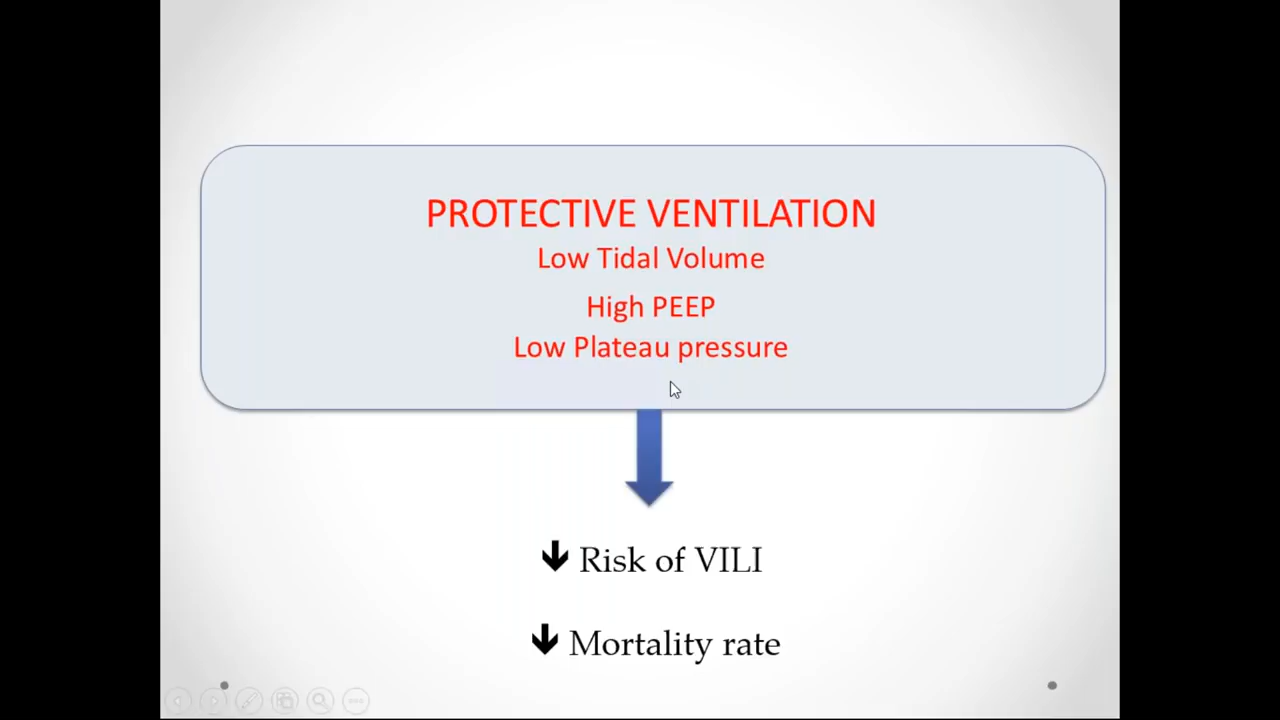 PROTECTIVE VENTILATION
Low Tidal Volume
High PEEP
Low Plateau pressure
🡻 Risk of VILI
🡻 Mortality rate